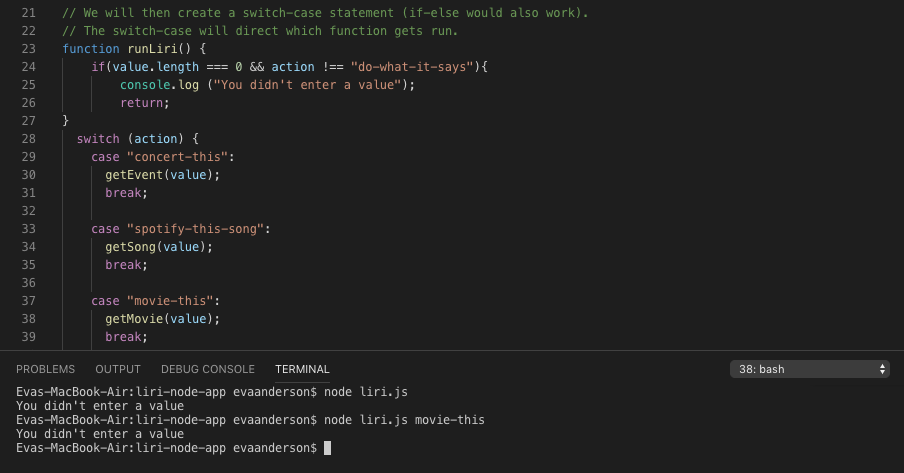 21 // We will then create a switch-case statement (if-else would also work).
22 // The switch-case will direct which function gets run.
23 function runLiri() {
24 if(value.length === 0 && action !== "do-what-it-says"){
25 console.log ("You didn't enter a value");
26 return;
27 }
28 switch (action) {
29 case "concert-this":
30 getEvent(value);
31 break;
32
33 case "spotify-this-song":
34 getSong(value);
35 break;
36
37 case "movie-this":
38 getMovie(value);
39 break;
PROBLEMS OUTPUT DEBUG CONSOLE TERMINAL 38: bash
Evas-MacBook-Air:liri-node-app evaanderson$ node liri.js
You didn't enter a value
Evas-MacBook-Air:liri-node-app evaanderson$ node liri.js movie-this
You didn't enter a value
Evas-MacBook-Air:liri-node-app evaanderson$